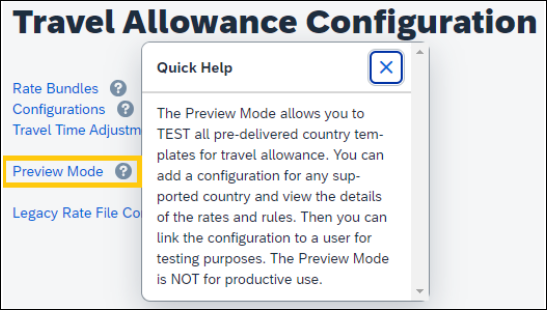 Travel Allowance Configuration
Quick Help
Rate Bundles ?
Configurations ?
Travel Time Adjustm
Preview Mode ?
Legacy Rate File Co
The Preview Mode allows you to
TEST all pre-delivered country tem-
plates for travel allowance. You can
add a configuration for any sup-
ported country and view the details
of the rates and rules. Then you can
link the configuration to a user for
testing purposes. The Preview Mode
is NOT for productive use.